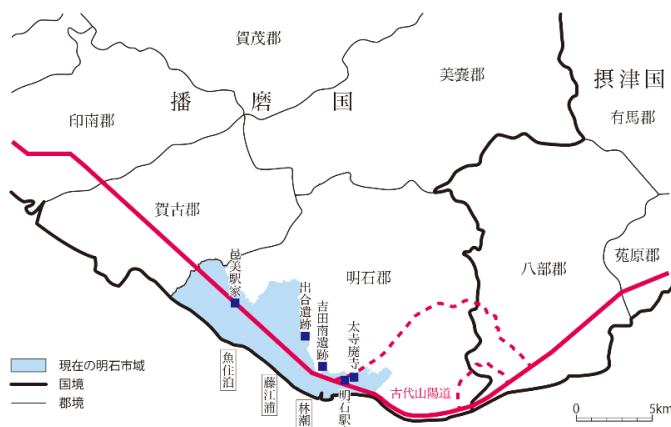 賀茂郡
美嚢郡
摂津国
有馬郡
播磨国
印南郡
賀古郡
明石郡
八部郡
菟原郡
邑美駅家
出合遺跡
吉田南遺跡
太寺廃寺
明石駅
魚住泊
藤江浦
林潮
古代山陽道
現在の明石市域
国境
郡境
0
5km